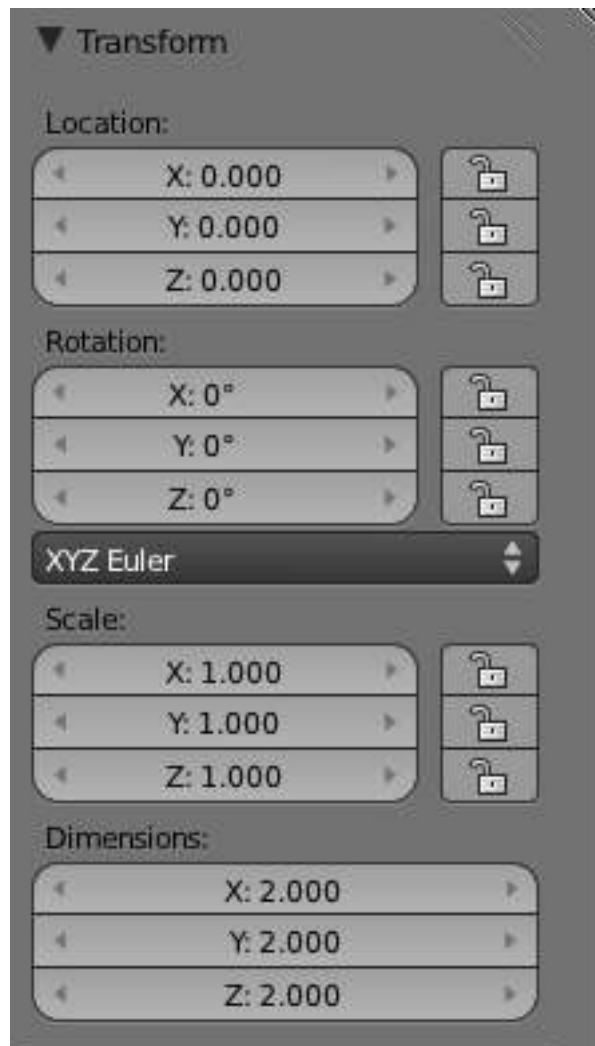 Transform
Location:
X: 0.000
Y: 0.000
Z: 0.000
Rotation:
X: 0°
Y: 0°
Z: 0°
XYZ Euler
Scale:
X: 1.000
Y: 1.000
Z: 1.000
Dimensions:
X: 2.000
Y: 2.000
Z: 2.000